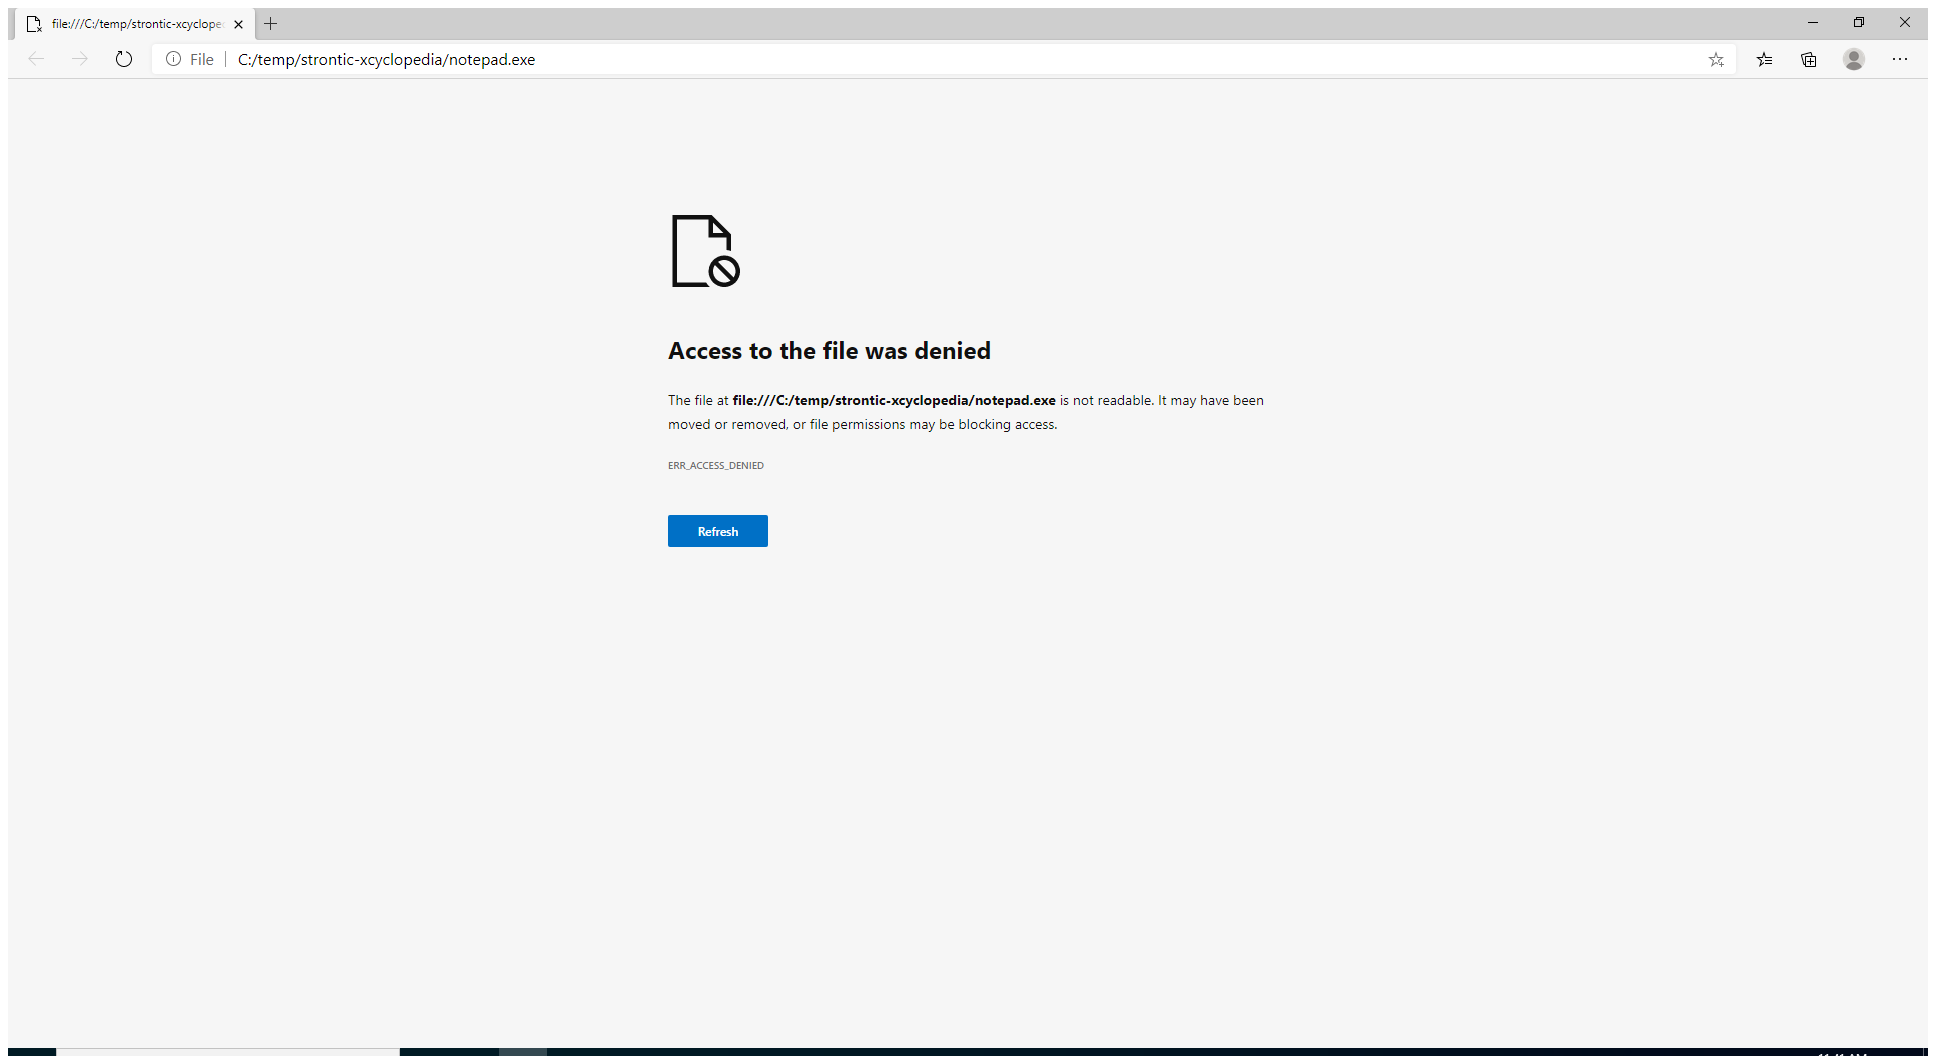 file:///C:/temp/strontic-xcyclope
File
C:/temp/strontic-xcyclopedia/notepad.exe
Access to the file was denied
The file at file:///C:/temp/strontic-xcyclopedia/notepad.exe is not readable. It may have been
moved or removed, or file permissions may be blocking access.
ERR_ACCESS_DENIED
Refresh